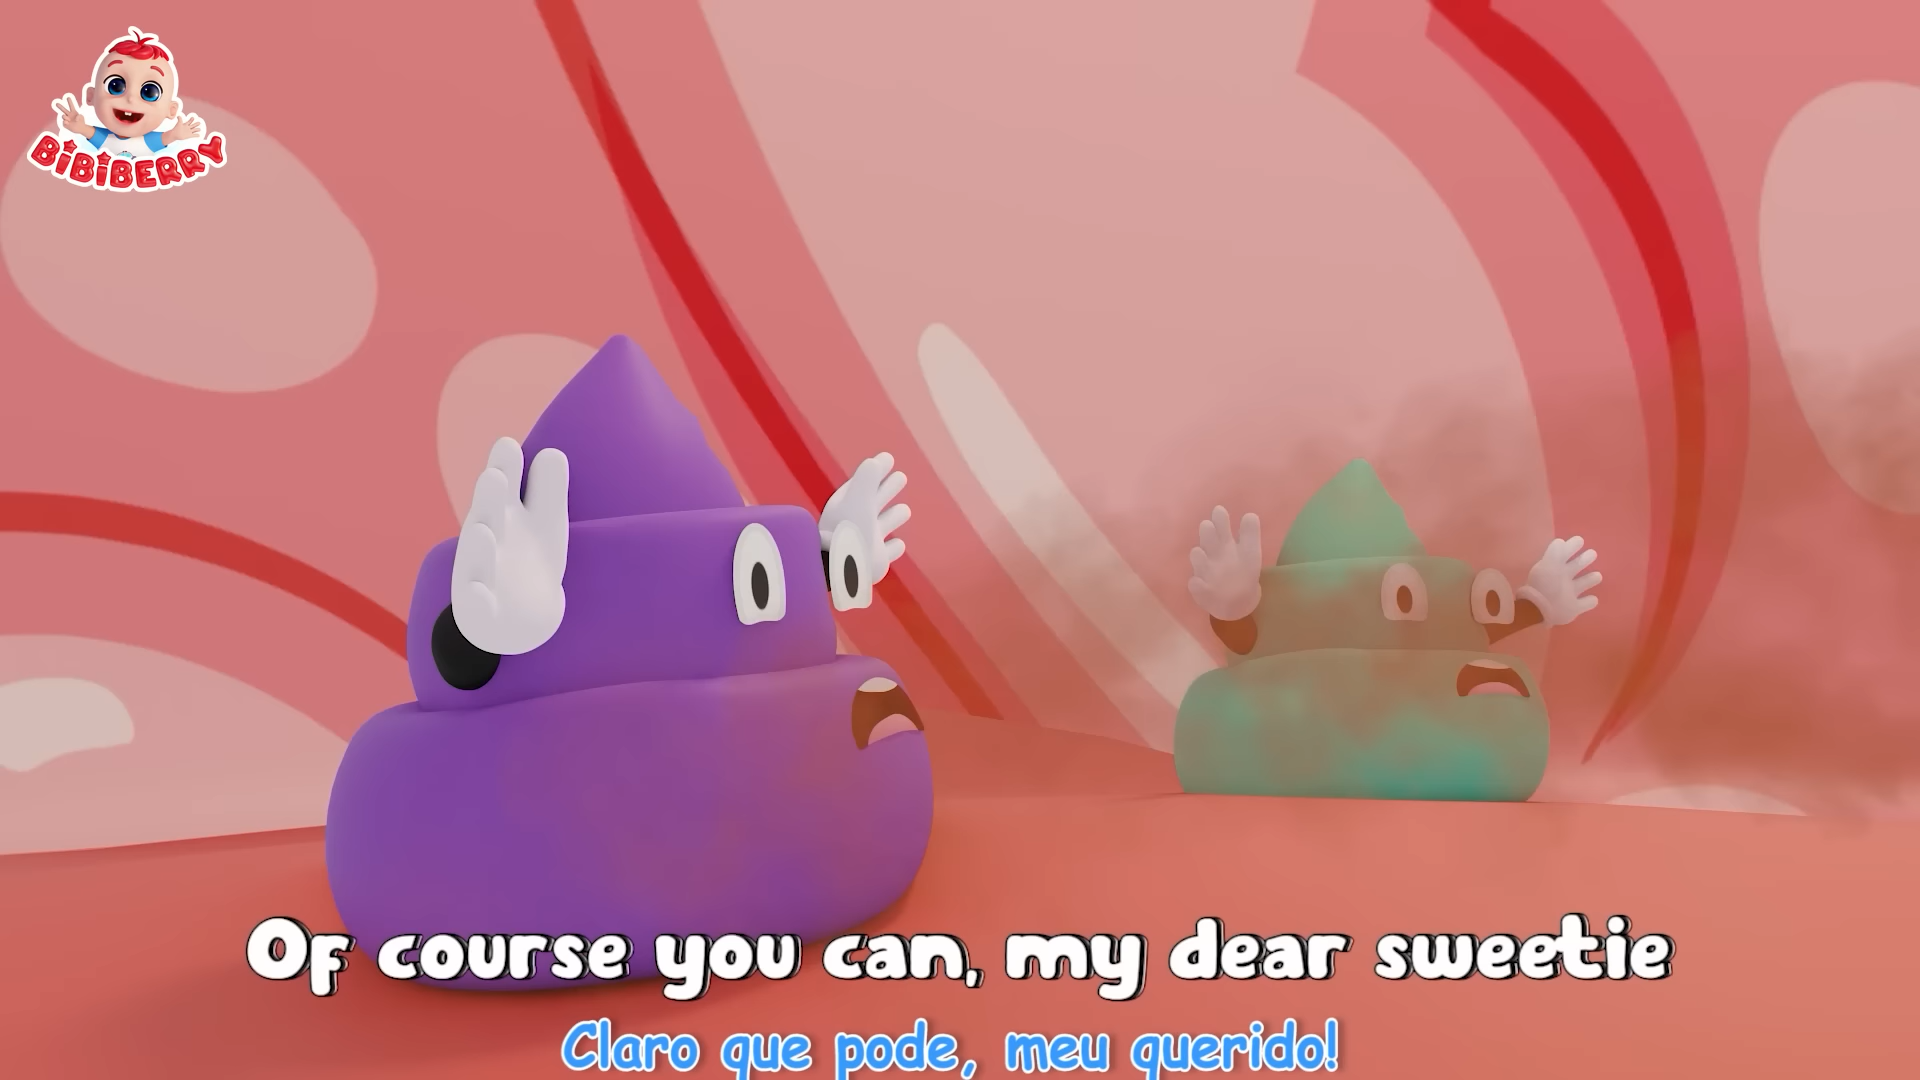 BiBiBERRY
Of course you can, my dear sweetie
Claro que pode, meu querido!